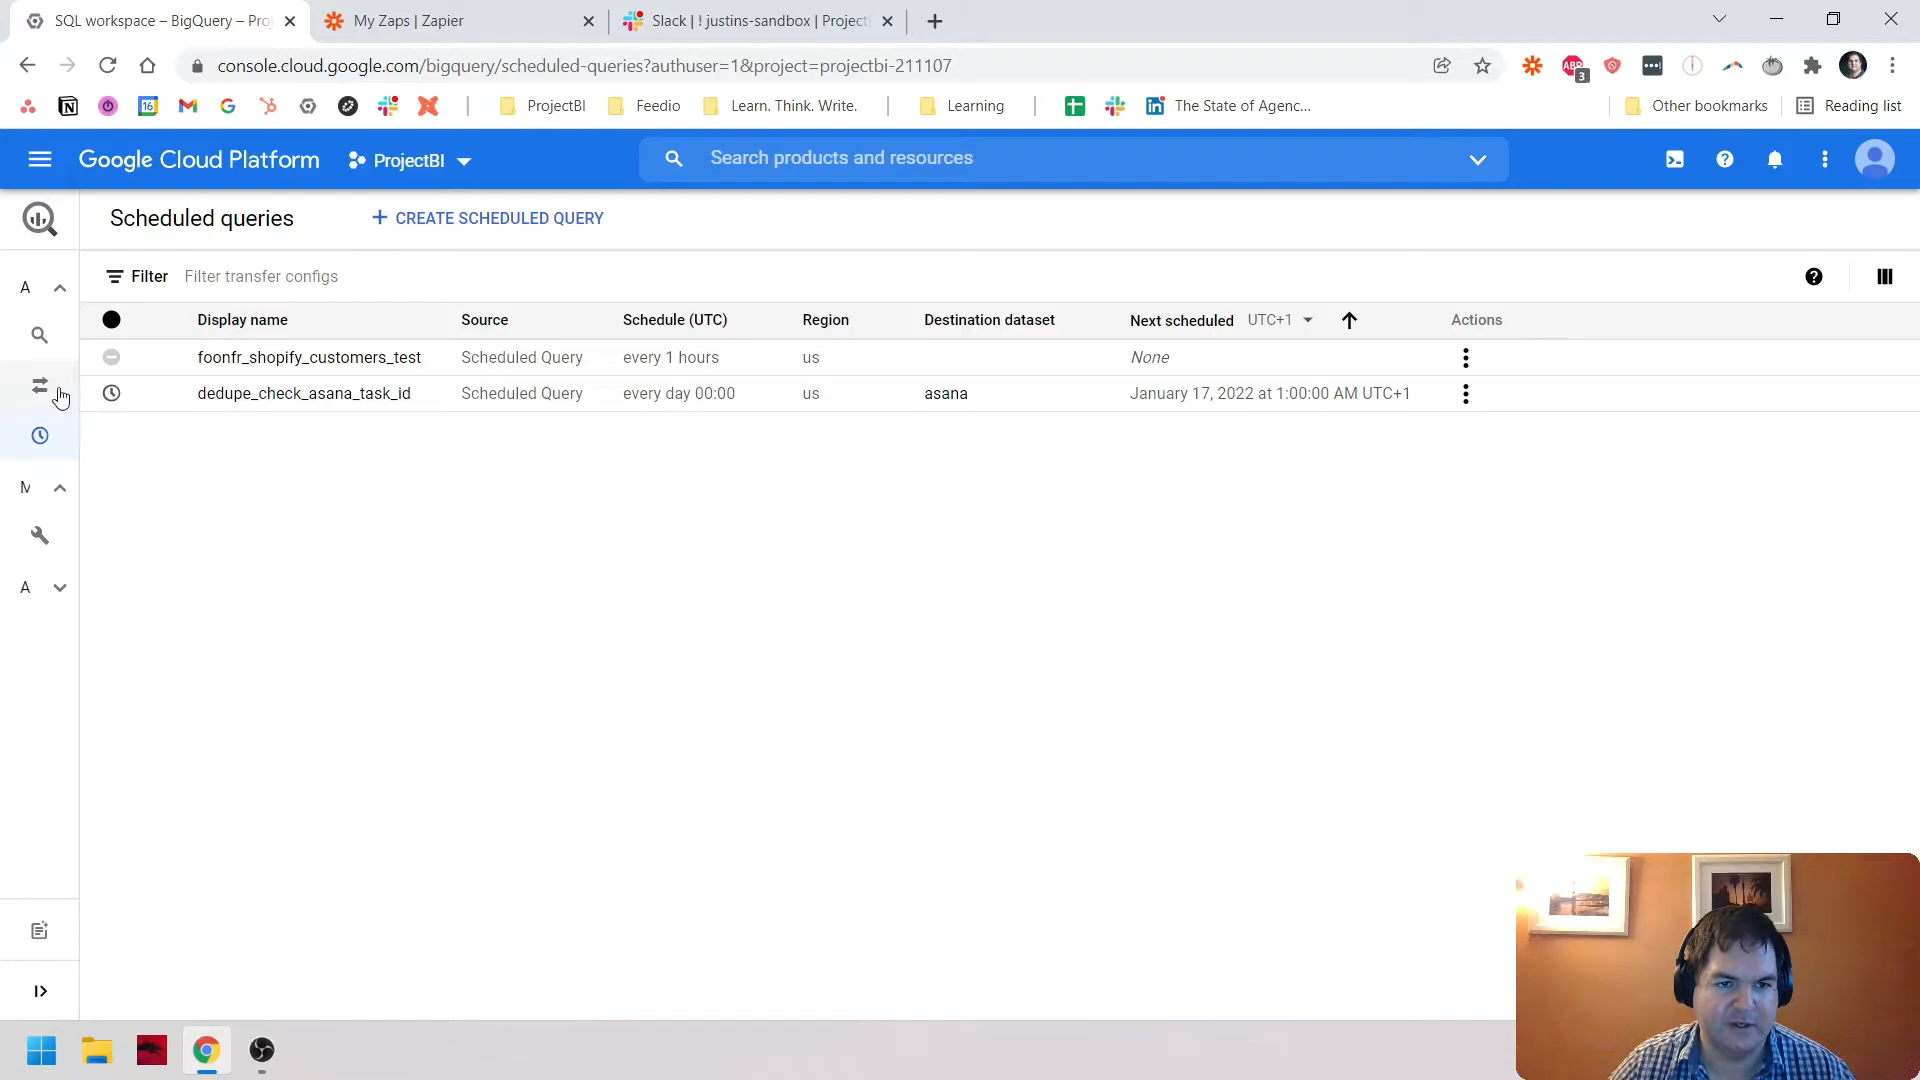 SQL workspace – BigQuery – Proj
My Zaps | Zapier
Slack | ! justins-sandbox | Projecti
console.cloud.google.com/bigquery/scheduled-queries?authuser=1&project=projectbi-211107
ABP
3
16
ProjectBI
Feedio
Learn. Think. Write.
Learning
The State of Agenc...
Other bookmarks
Reading list
Google Cloud Platform
ProjectBI
Search products and resources
Scheduled queries
CREATE SCHEDULED QUERY
Filter
Filter transfer configs
Display name
Source
Schedule (UTC)
Region
Destination dataset
Next scheduled
UTC+1
Actions
foonfr_shopify_customers_test
Scheduled Query
every 1 hours
us
None
dedupe_check_asana_task_id
Scheduled Query
every day 00:00
us
asana
January 17, 2022 at 1:00:00 AM UTC+1
A
M
A